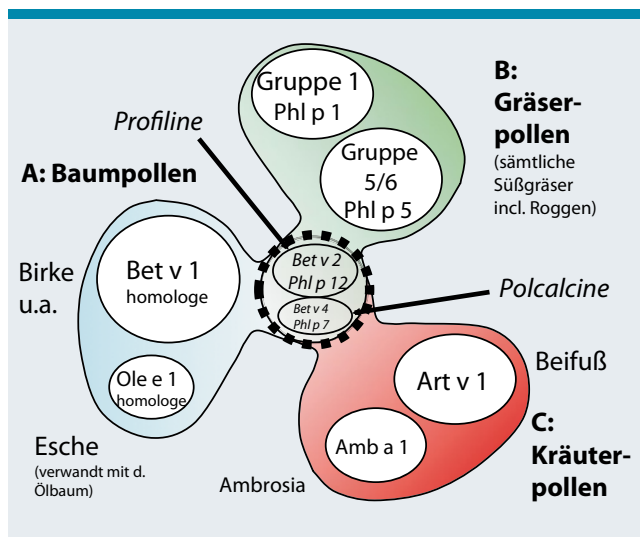 Gruppe 1
Phl p 1
B:
Gräser-
pollen
(sämtliche
Süßgräser
incl. Roggen)
Profiline
Gruppe
5/6
Phl p 5
A: Baumpollen
Birke
u.a.
Bet v 1
homologe
Bet v 2
Phl p 12
Bet v 4
Phl p 7
Polcalcine
Ole e 1
homologe
Art v 1
Beifuß
Esche
(verwandt mit d.
Ölbaum)
Amb a 1
Ambrosia
C:
Kräuter-
pollen